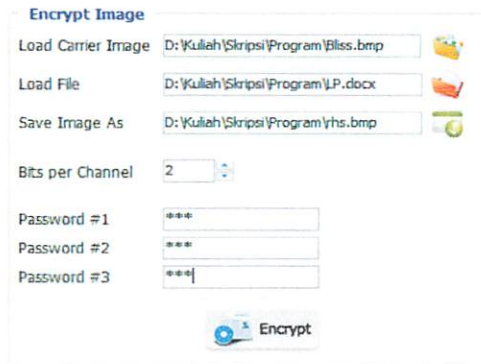 Encrypt Image
Load Carrier Image D:\Kuliah\Skripsi\Program\Bliss.bmp
Load File D:\Kuliah\Skripsi\Program\LP.docx
Save Image As D:\Kuliah\Skripsi\Program\rhs.bmp
Bits per Channel 2
Password #1 ***
Password #2 ***
Password #3 ***
Encrypt